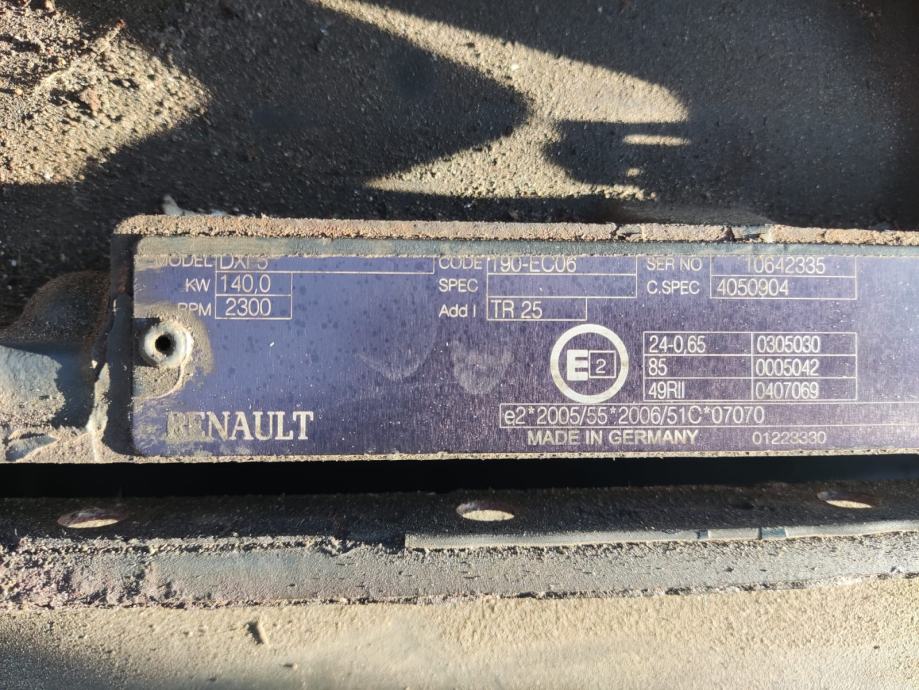 MODEL DXI 5 CODE 190-EC06 SER NO 10642335
KW 140,0 SPEC C.SPEC 4050904
RPM 2300 Add I TR 25
E 2
24-0,65 0305030
85 0005042
49RII 0407069
RENAULT
e2*2005/55*2006/51C*07070
MADE IN GERMANY 01223330